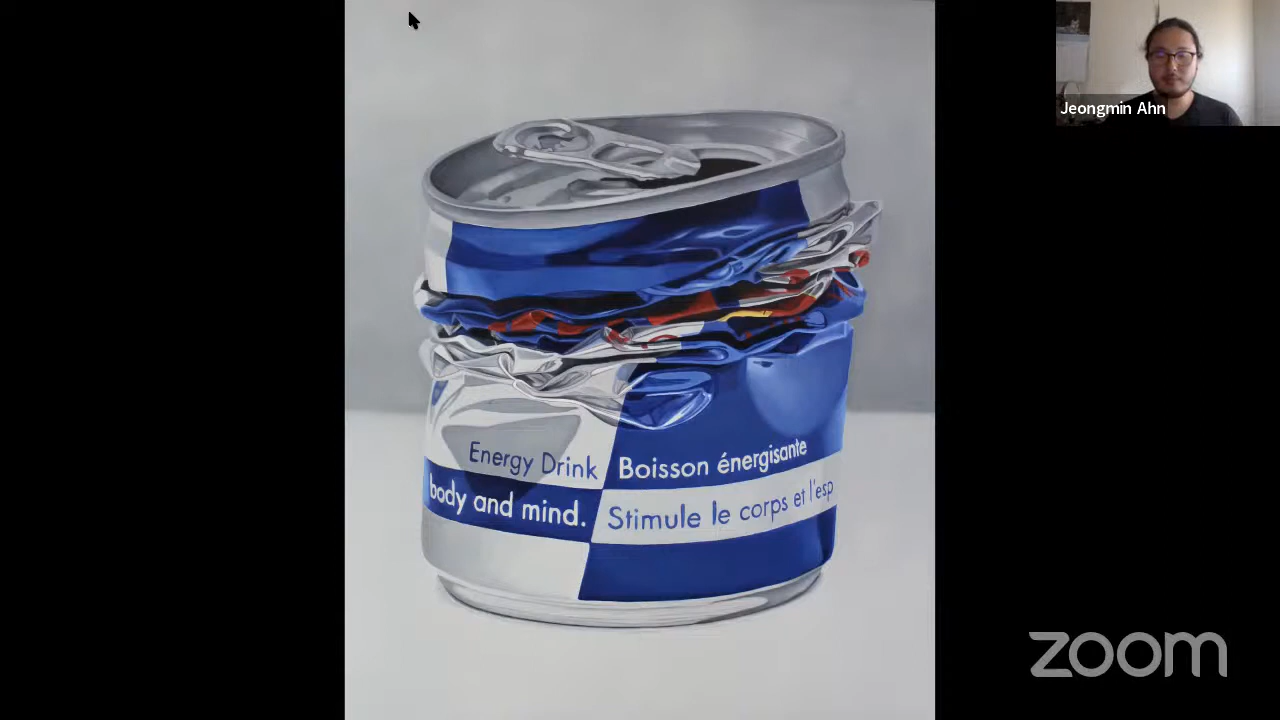 Jeongmin Ahn
Energy Drink Boisson énergisante
body and mind. Stimule le corps et l'esp
zoom